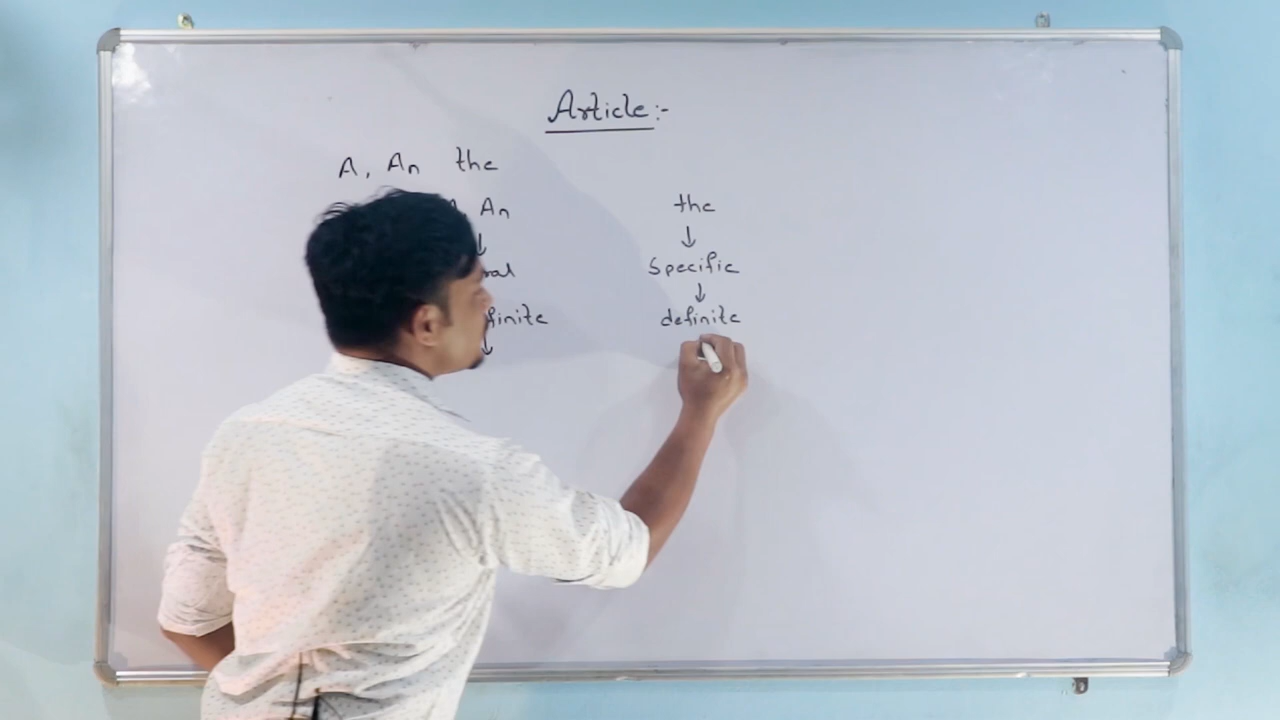 Article:-
A, An the
An the
↓ ↓
Specific
↓
definite
↓